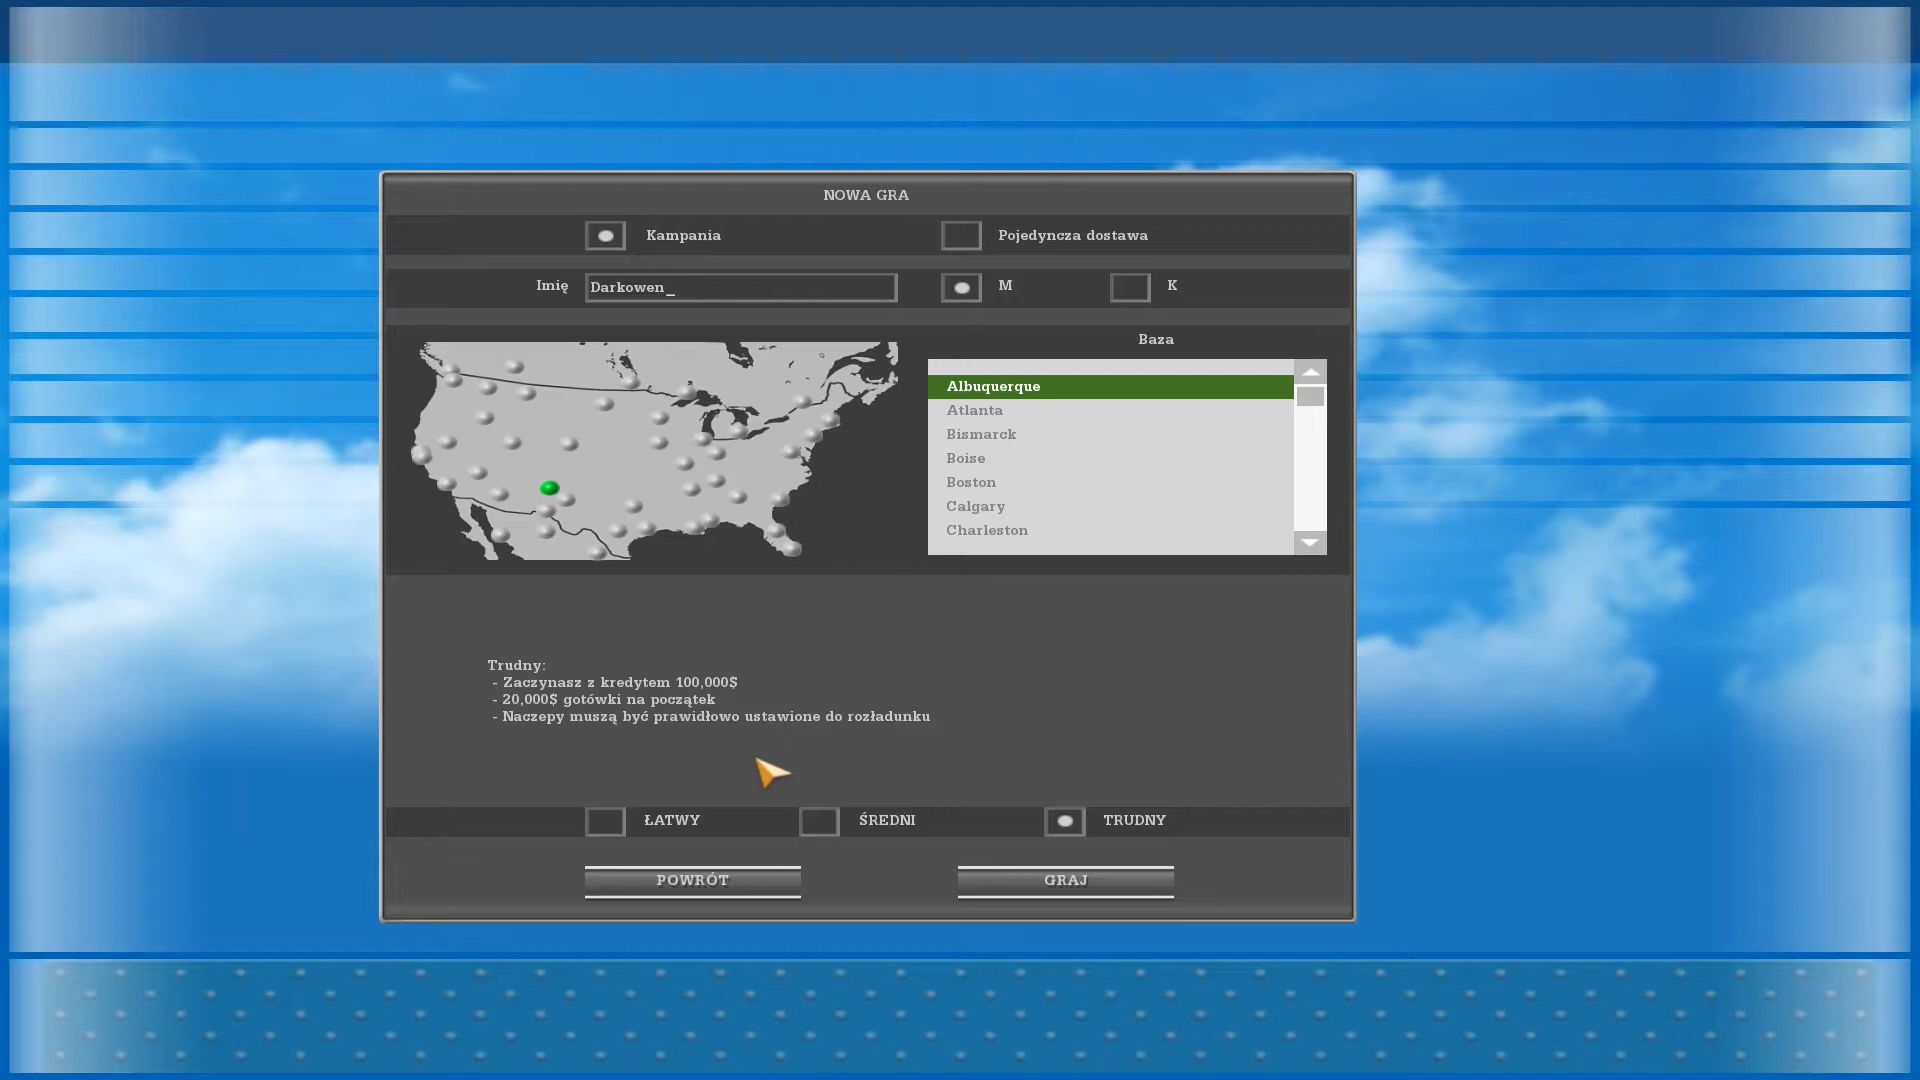 NOWA GRA
Kampania
Pojedyncza dostawa
Imię
Darkowen_
M
K
Baza
Albuquerque
Atlanta
Bismarck
Boise
Boston
Calgary
Charleston
Trudny:
- Zaczynasz z kredytem 100,000$
- 20,000$ gotówki na początek
- Naczepy muszą być prawidłowo ustawione do rozładunku
ŁATWY
ŚREDNI
TRUDNY
POWRÓT
GRAJ